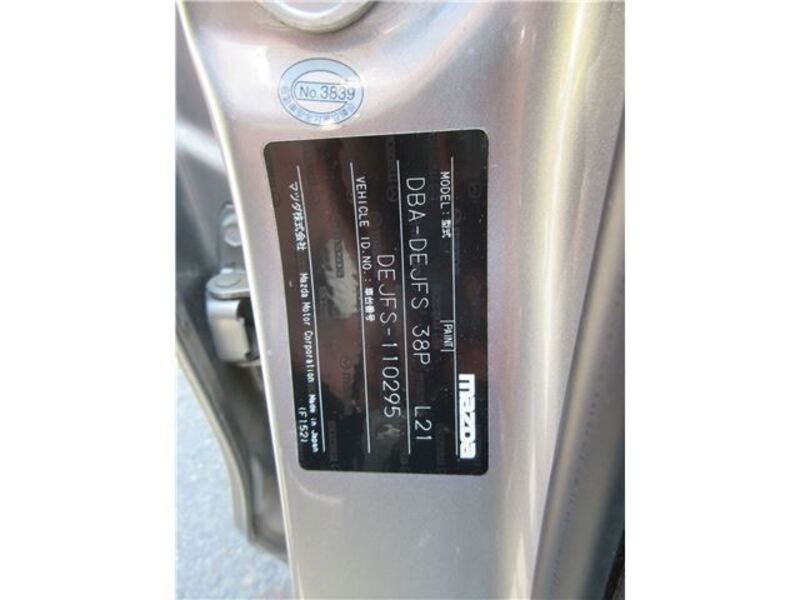 No.3839
mazda
MODEL:型式 [PAINT]
DBA-DEJFS 38P L21
VEHICLE ID.NO.:車台番号
DEJFS-110295
マツダ株式会社 Mazda Motor Corporation Made in Japan
(F152)